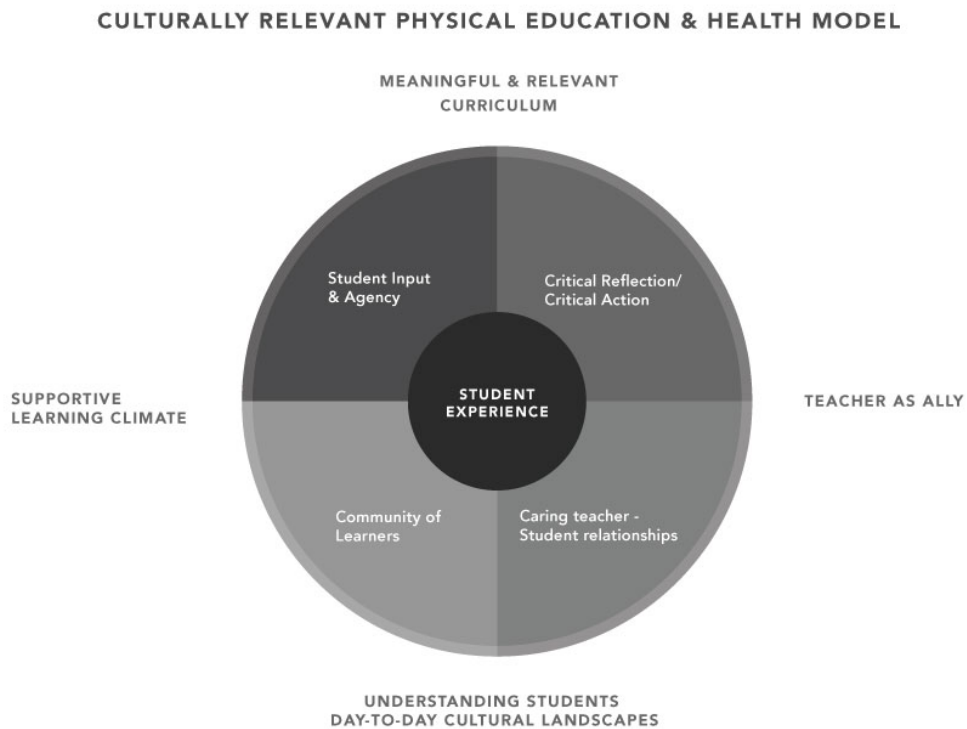 CULTURALLY RELEVANT PHYSICAL EDUCATION & HEALTH MODEL
MEANINGFUL & RELEVANT
CURRICULUM
Student Input
& Agency
Critical Reflection/
Critical Action
SUPPORTIVE
LEARNING CLIMATE
STUDENT
EXPERIENCE
TEACHER AS ALLY
Community of
Learners
Caring teacher -
Student relationships
UNDERSTANDING STUDENTS
DAY-TO-DAY CULTURAL LANDSCAPES